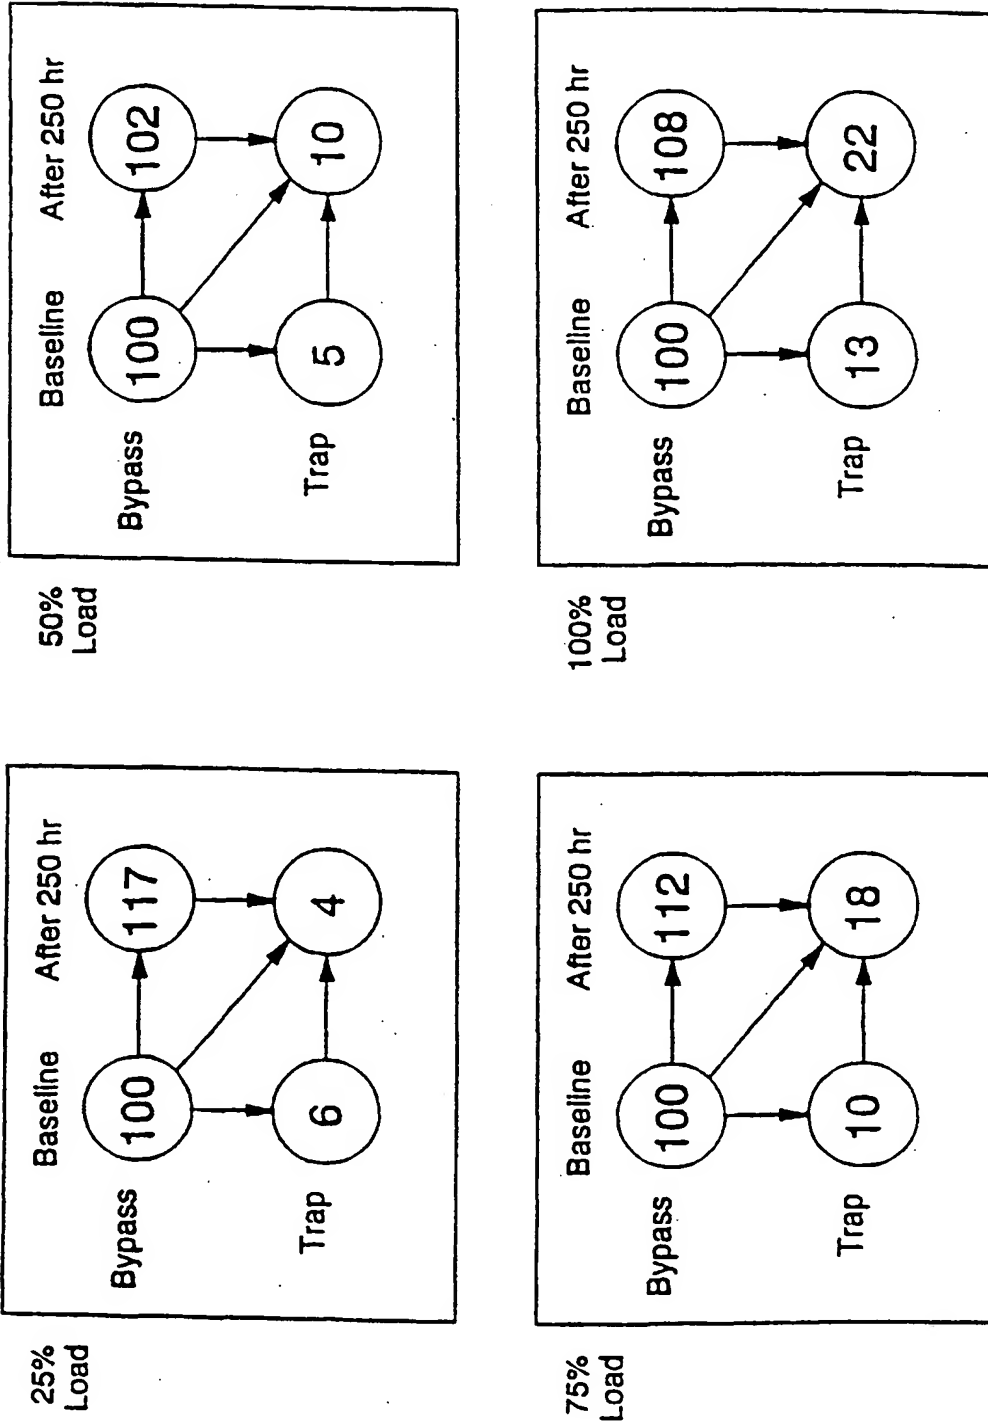 25%
Load
Baseline After 250 hr
Bypass 100 117
Trap 6 4
50%
Load
Baseline After 250 hr
Bypass 100 102
Trap 5 10
75%
Load
Baseline After 250 hr
Bypass 100 112
Trap 10 18
100%
Load
Baseline After 250 hr
Bypass 100 108
Trap 13 22